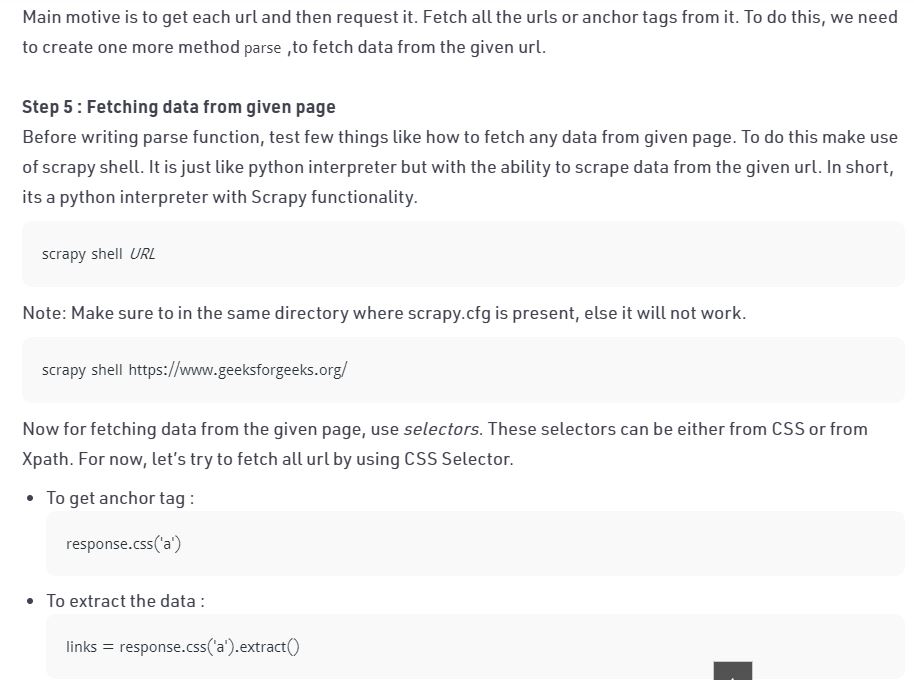 Main motive is to get each url and then request it. Fetch all the urls or anchor tags from it. To do this, we need
to create one more method parse ,to fetch data from the given url.
Step 5 : Fetching data from given page
Before writing parse function, test few things like how to fetch any data from given page. To do this make use
of scrapy shell. It is just like python interpreter but with the ability to scrape data from the given url. In short,
its a python interpreter with Scrapy functionality.
scrapy shell URL
Note: Make sure to in the same directory where scrapy.cfg is present, else it will not work.
scrapy shell https://www.geeksforgeeks.org/
Now for fetching data from the given page, use selectors. These selectors can be either from CSS or from
Xpath. For now, let's try to fetch all url by using CSS Selector.
• To get anchor tag :
response.css('a')
• To extract the data :
links = response.css('a').extract()